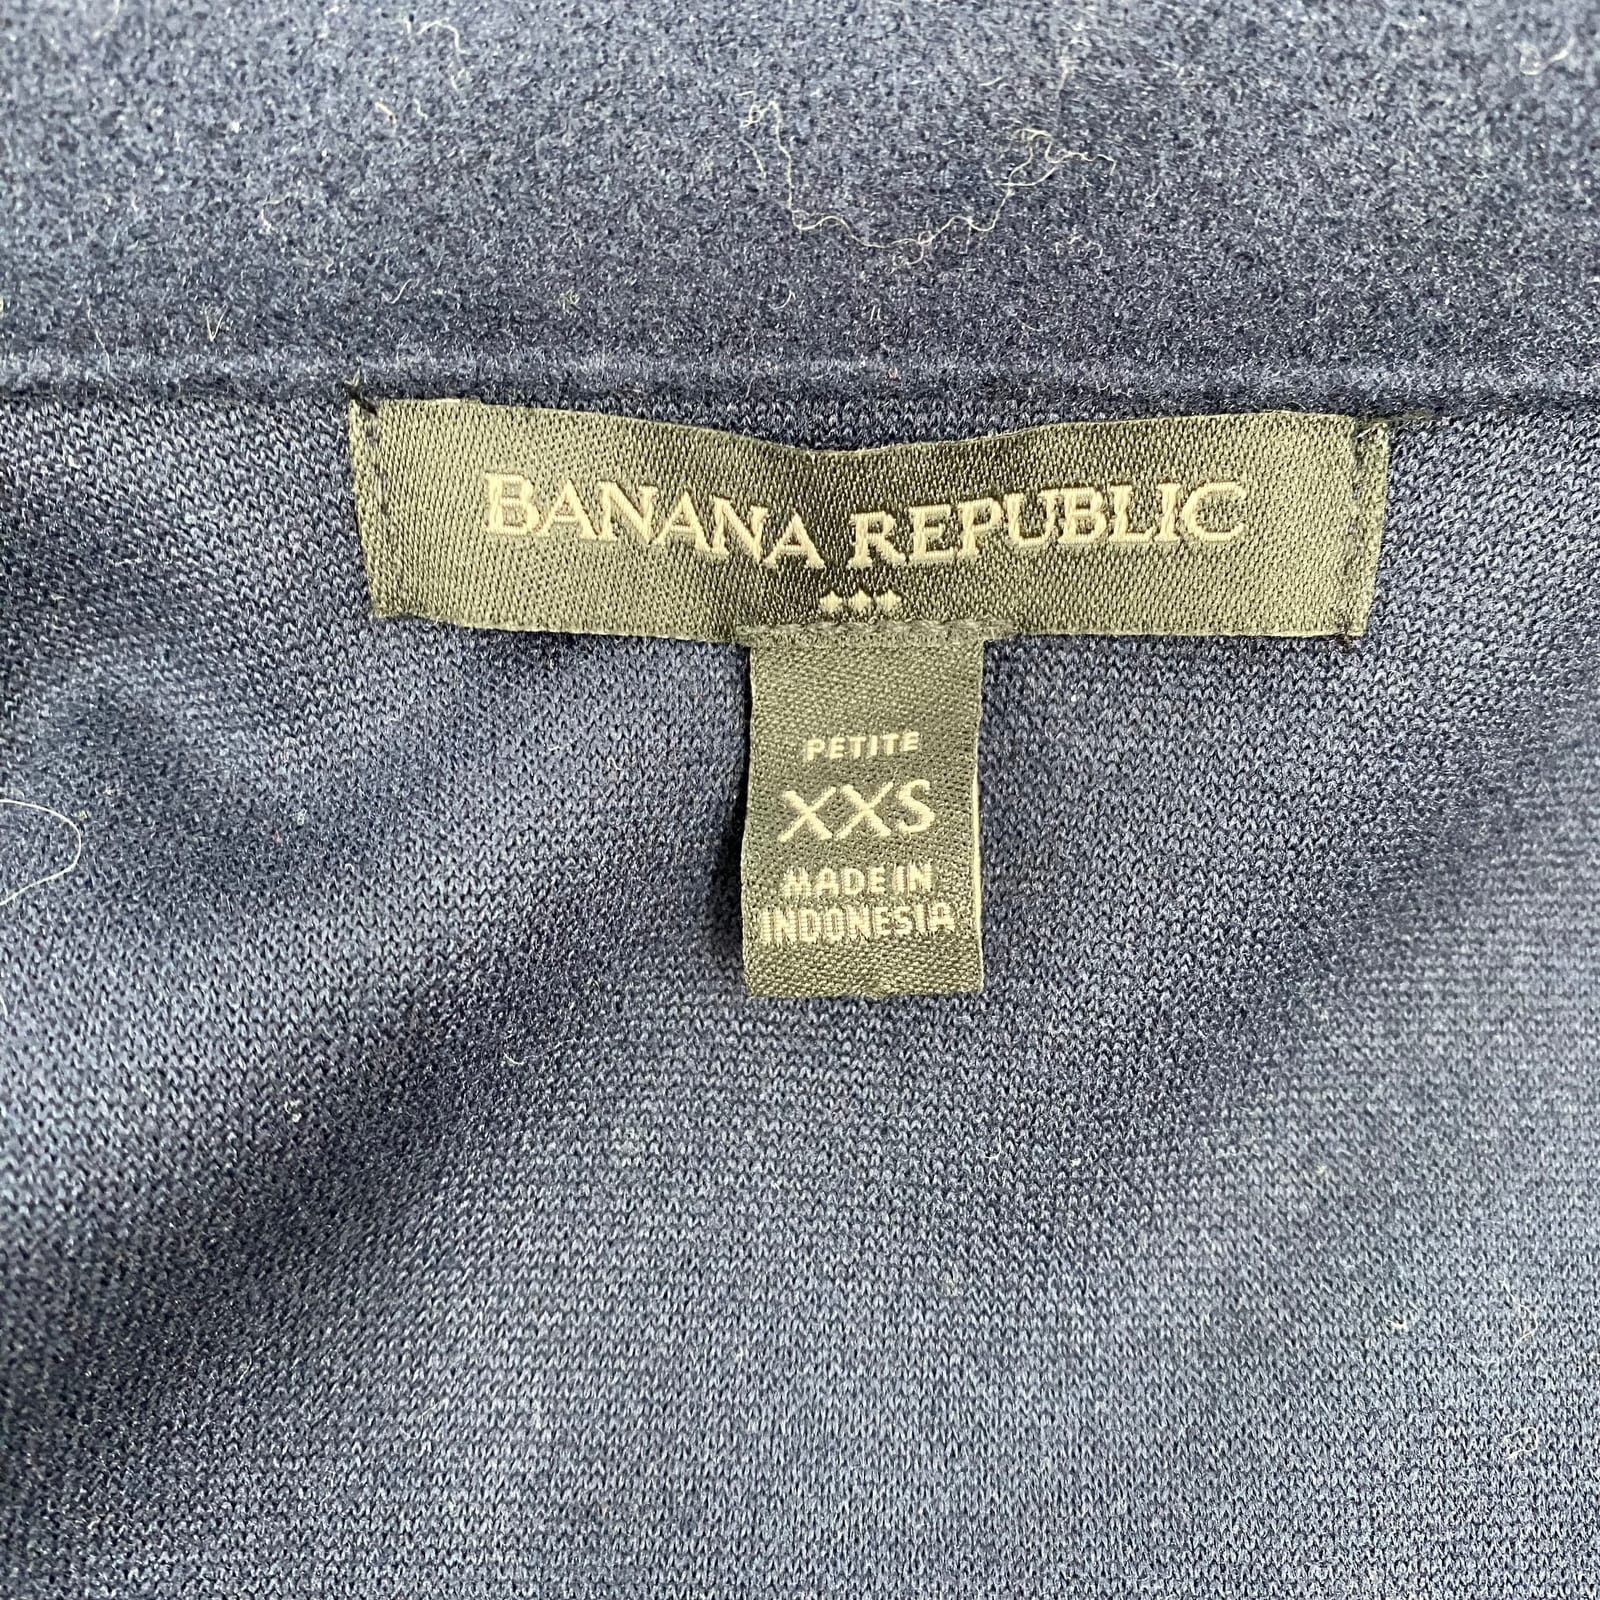 BANANA REPUBLIC
PETITE
XXS
MADE IN
INDONESIA